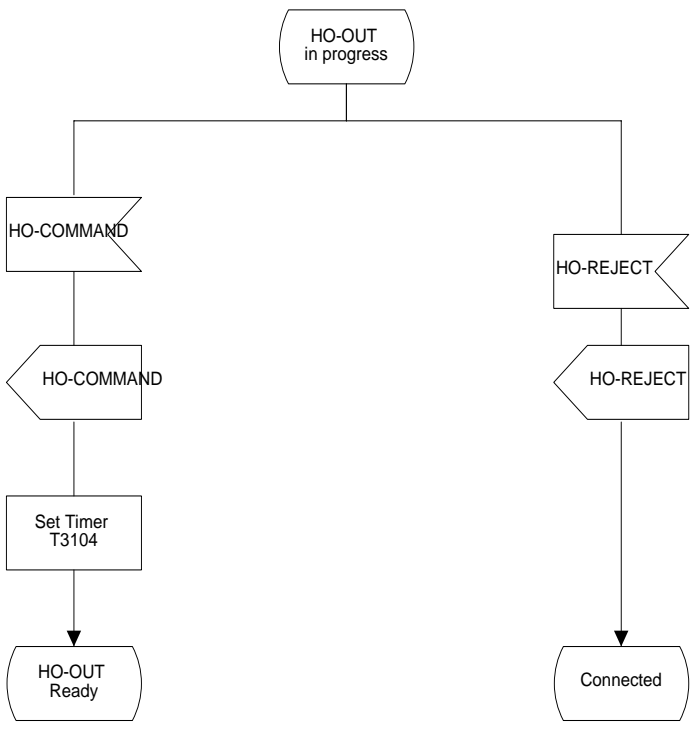 HO-OUT
in progress
HO-COMMAND
HO-REJECT
HO-COMMAND
HO-REJECT
Set Timer
T3104
HO-OUT
Ready
Connected